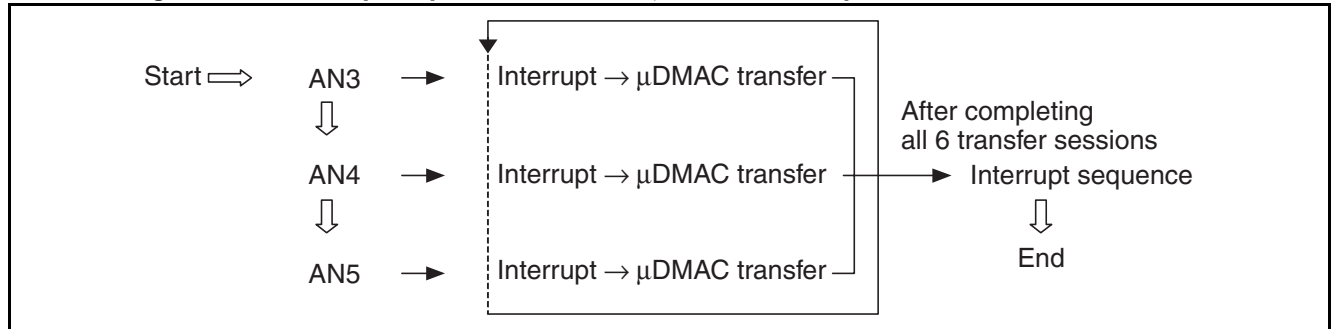 Start ⇒ AN3 → Interrupt → μDMAC transfer
After completing
all 6 transfer sessions
AN4 → Interrupt → μDMAC transfer → Interrupt sequence
AN5 → Interrupt → μDMAC transfer
End